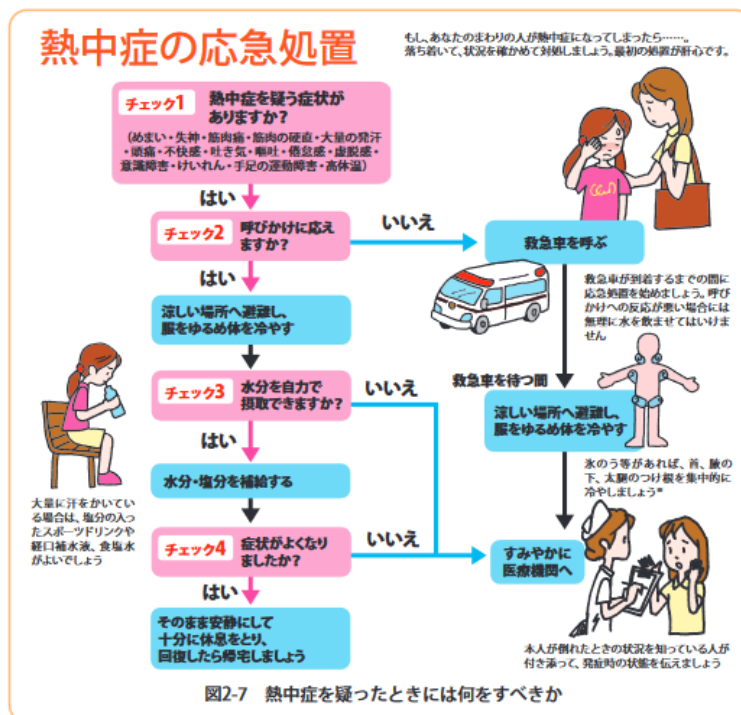 熱中症の応急処置
もし、あなたのまわりの人が熱中症になってしまったら……。
落ち着いて、状況を確かめて対処しましょう。最初の処置が肝心です。
チェック1
熱中症を疑う症状が
ありますか?
(めまい・失神・筋肉痛・筋肉の硬直・大量の発汗
・頭痛・不快感・吐き気・嘔吐・倦怠感・虚脱感・
意識障害・けいれん・手足の運動障害・高体温)
はい
チェック2
呼びかけに応え
ますか?
いいえ
救急車を呼ぶ
はい
救急車が到着するまでの間に
応急処置を始めましょう。呼び
かけへの反応が悪い場合には
無理に水を飲ませてはいけま
せん
涼しい場所へ避難し、
服をゆるめ体を冷やす
チェック3
水分を自力で
摂取できますか?
いいえ
救急車を待つ間
涼しい場所へ避難し、
服をゆるめ体を冷やす
はい
氷のう等があれば、首、腋の
下、太腿のつけ根を集中的に
冷やしましょう*
水分・塩分を補給する
大量に汗をかいてい
る場合は、塩分の入っ
たスポーツドリンクや
経口補水液、食塩水
がよいでしょう
チェック4
症状がよくなり
ましたか?
いいえ
すみやかに
医療機関へ
はい
そのまま安静にして
十分に休息をとり、
回復したら帰宅しましょう
本人が倒れたときの状況を知っている人が
付き添って、発症時の状態を伝えましょう
図2-7 熱中症を疑ったときには何をすべきか